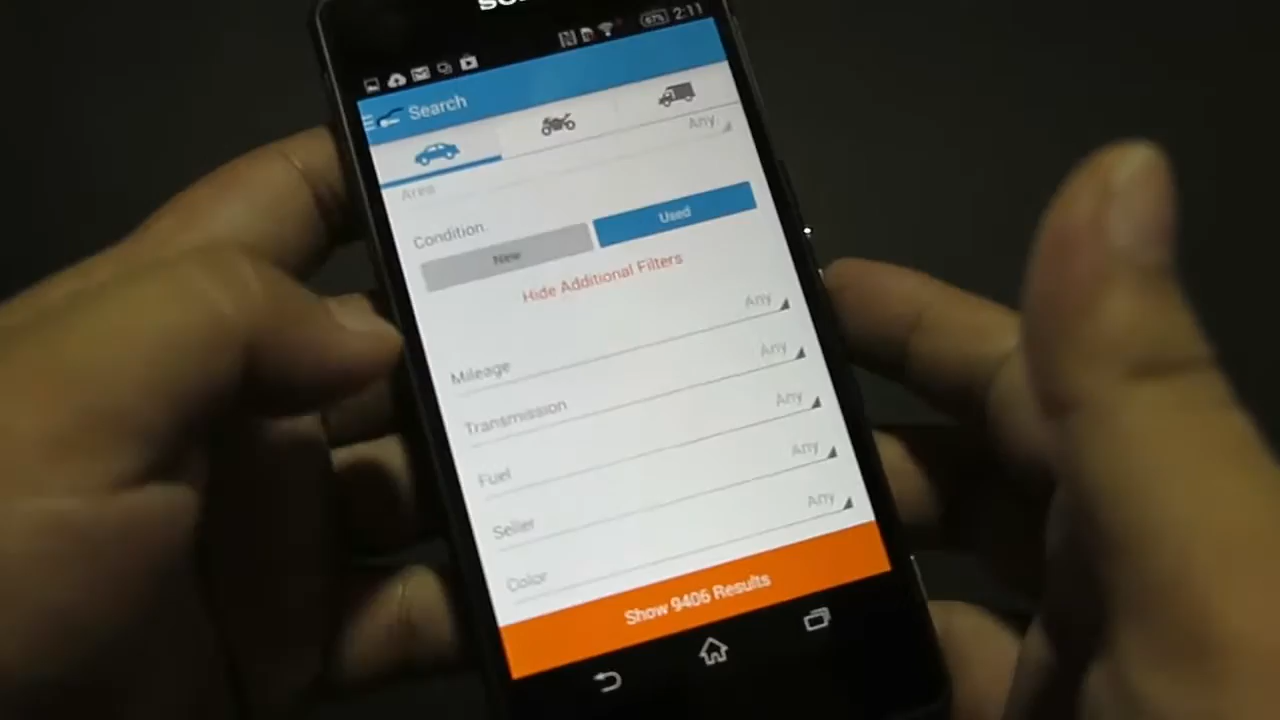 67% 2:11
Search
Any
Area
Condition
New Used
Hide Additional Filters
Mileage Any
Transmission Any
Fuel Any
Seller Any
Color Any
Show 9406 Results